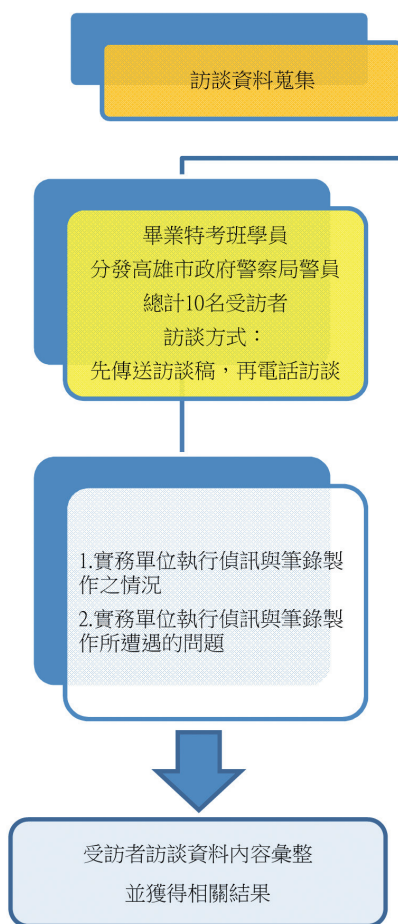 訪談資料蒐集
畢業特考班學員
分發高雄市政府警察局警員
總計10名受訪者
訪談方式：
先傳送訪談稿，再電話訪談
1.實務單位執行偵訊與筆錄製
作之情況
2.實務單位執行偵訊與筆錄製
作所遭遇的問題
受訪者訪談資料內容彙整
並獲得相關結果